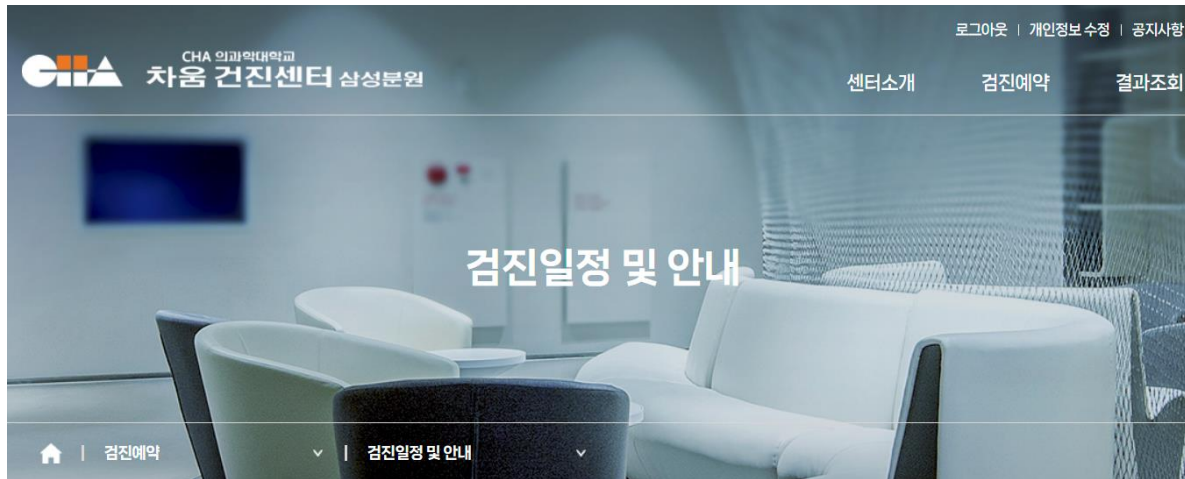 로그아웃 | 개인정보 수정 | 공지사항
CHA
CHA 의과학대학교
차움 건진센터 삼성분원
센터소개 검진예약 결과조회
검진일정 및 안내
검진예약 | 검진일정 및 안내